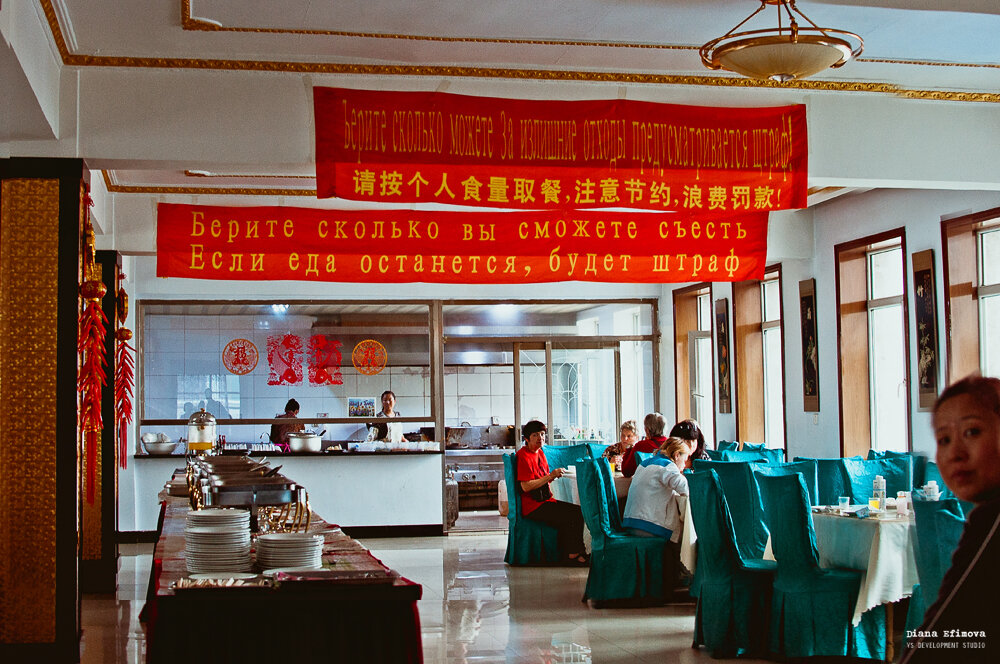 Берите сколько можете За излишние отходы предусматривается штраф!
请按个人食量取餐,注意节约,浪费罚款!
Берите сколько вы сможете съесть
Если еда останется, будет штраф
Diana Efimova
VS DEVELOPMENT STUDIO